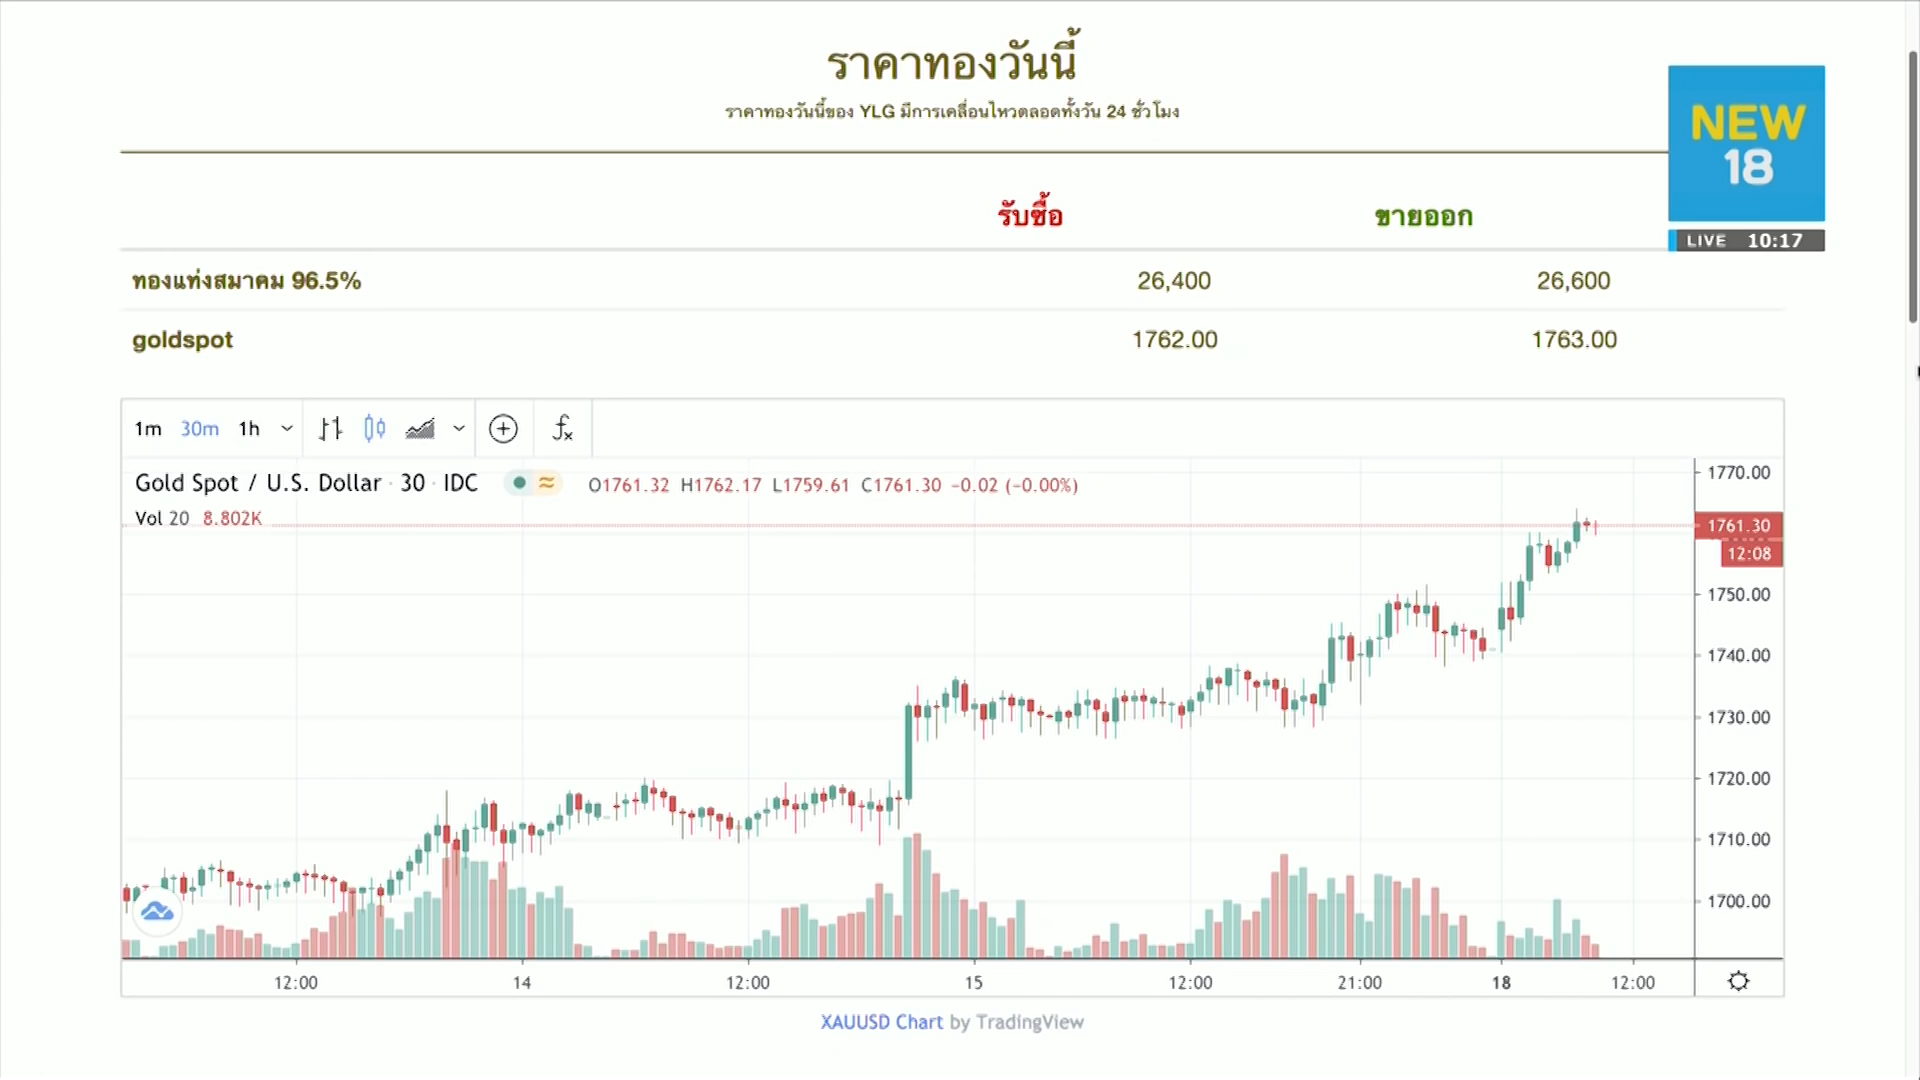 ราคาทองวันนี้
ราคาทองวันนี้ของ YLG มีการเคลื่อนไหวตลอดทั้งวัน 24 ชั่วโมง
NEW
18
LIVE 10:17
รับซื้อ ขายออก
ทองแท่งสมาคม 96.5% 26,400 26,600
goldspot 1762.00 1763.00
1m 30m 1h
Gold Spot / U.S. Dollar · 30 · IDC O1761.32 H1762.17 L1759.61 C1761.30 −0.02 (−0.00%)
Vol 20 8.802K
1770.00
1761.30
12:08
1750.00
1740.00
1730.00
1720.00
1710.00
1700.00
12:00 14 12:00 15 12:00 21:00 18 12:00
XAUUSD Chart by TradingView